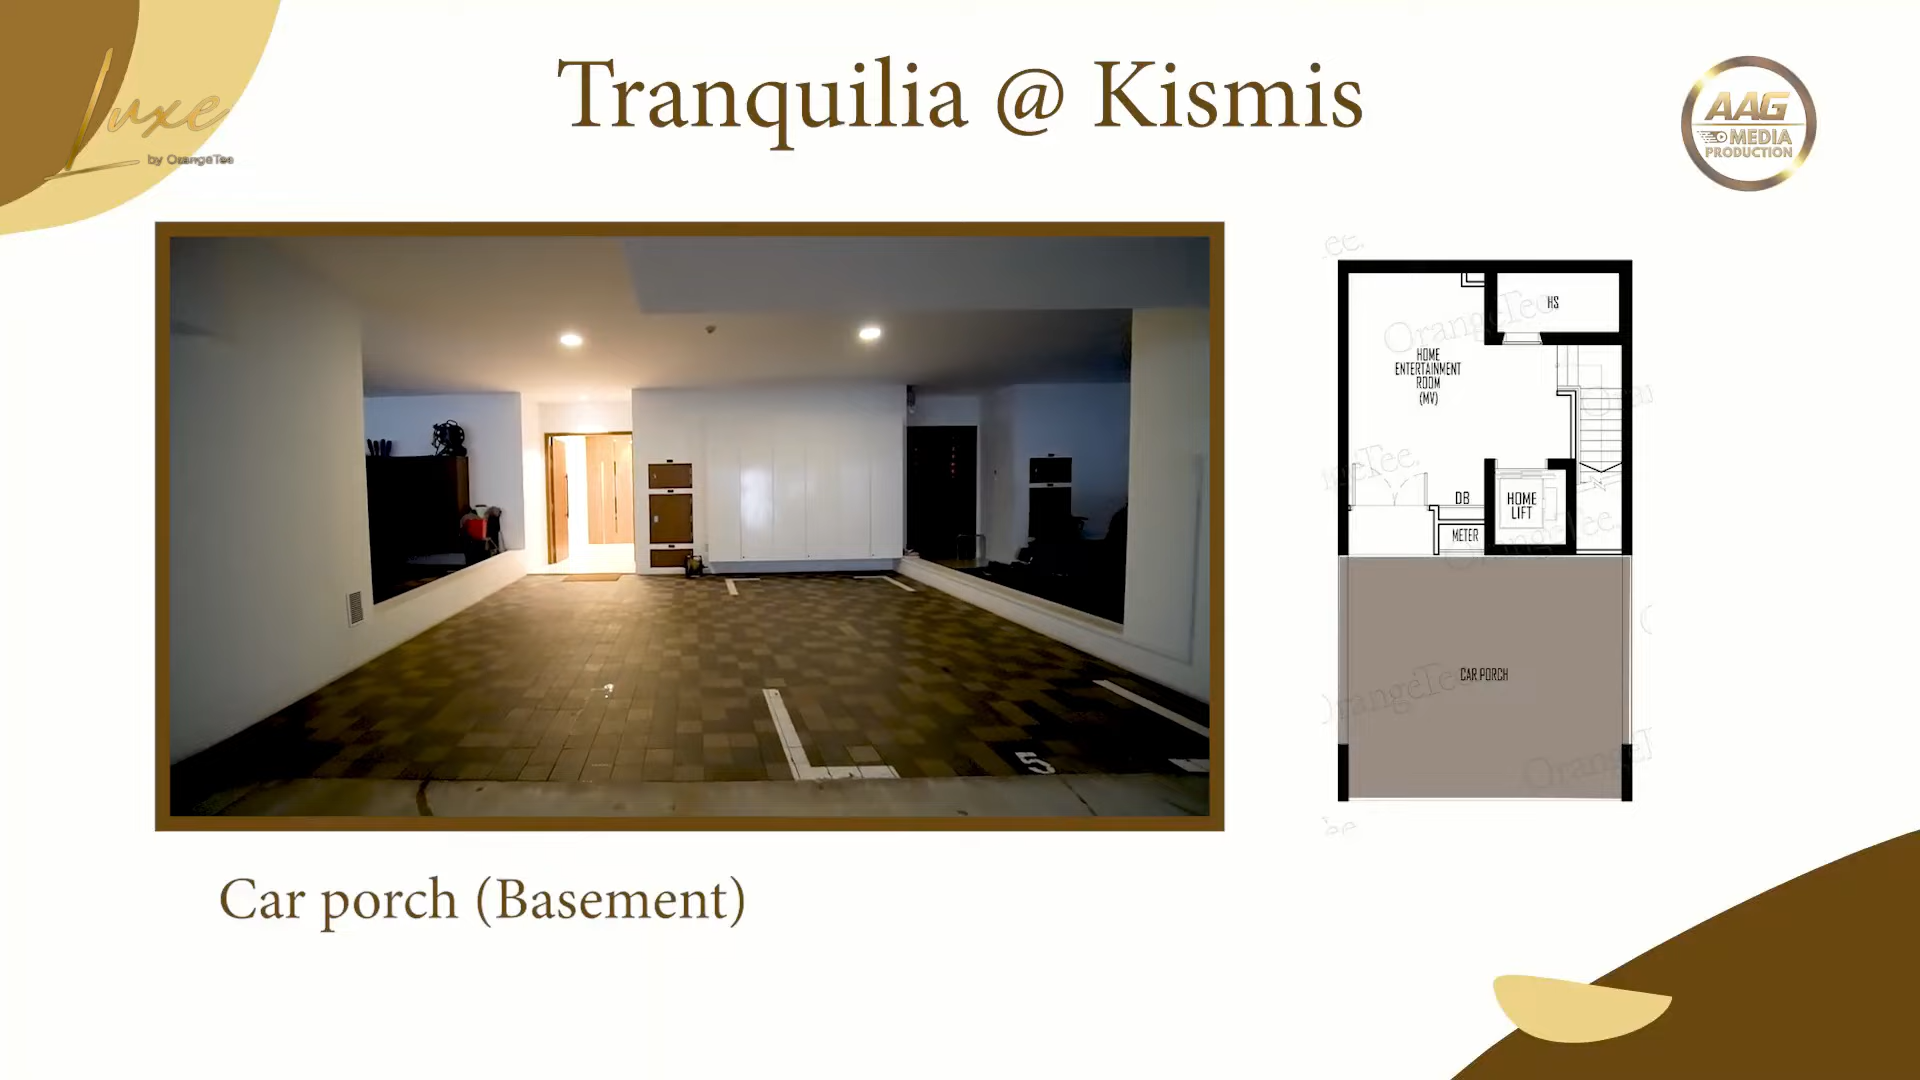 Luxe
by OrangeTee
Tranquilia @ Kismis
AAG
MEDIA
PRODUCTION
HS
HOME
ENTERTAINMENT
ROOM
(MV)
DB
METER
HOME
LIFT
CAR PORCH
OrangeTee.
5
Car porch (Basement)